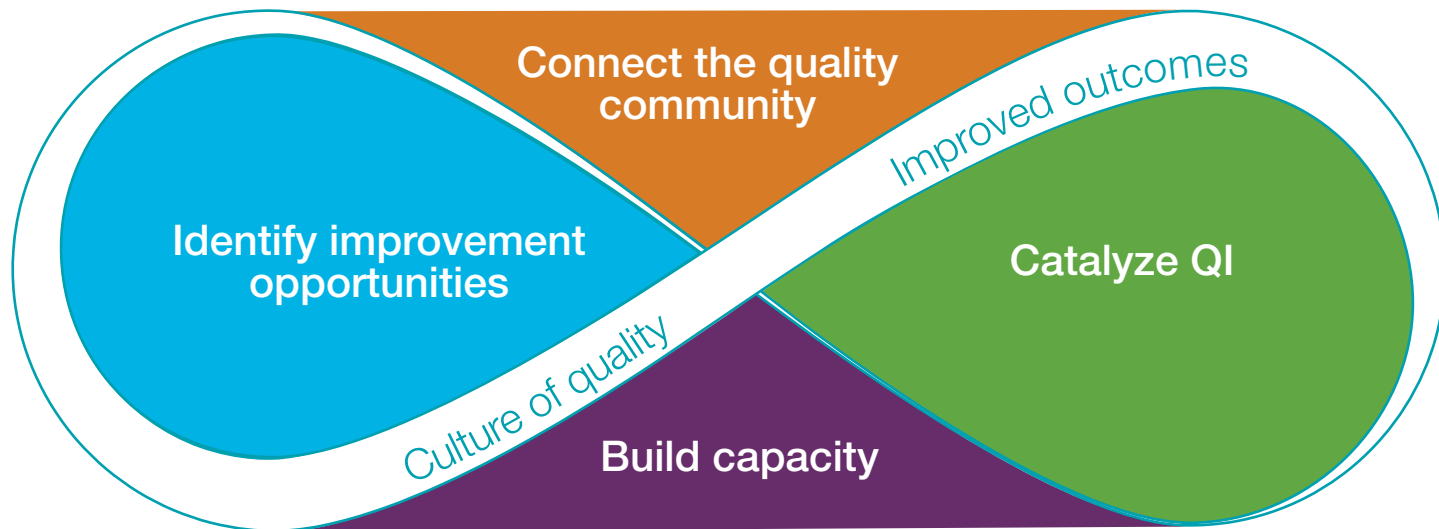 Connect the quality
community
Improved outcomes
Identify improvement
opportunities
Catalyze QI
Culture of quality
Build capacity